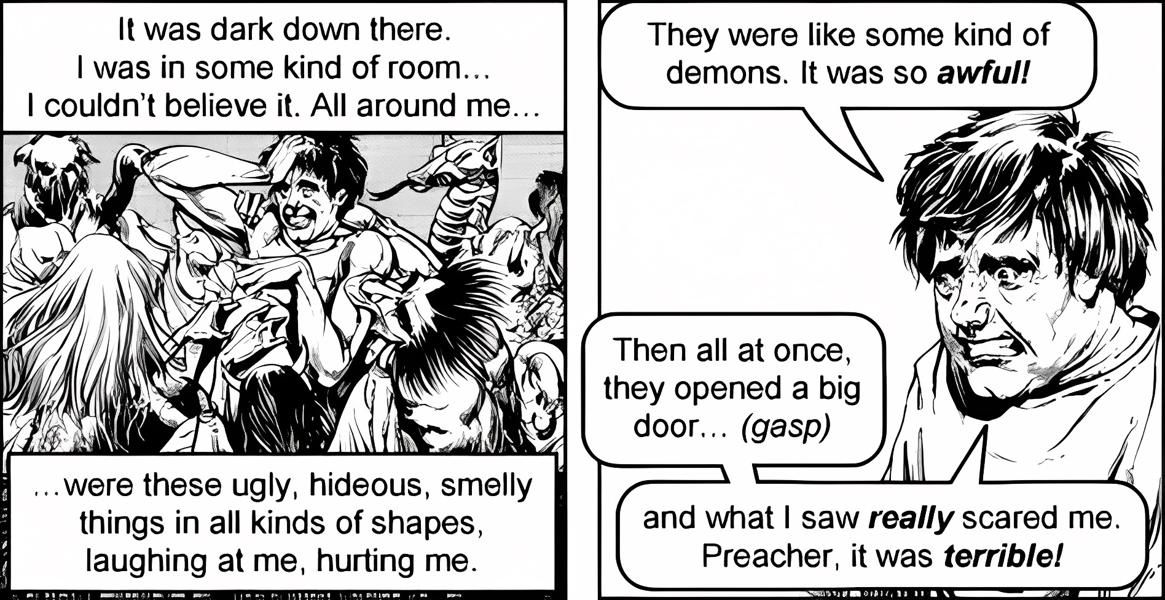 It was dark down there.
I was in some kind of room...
I couldn't believe it. All around me...
...were these ugly, hideous, smelly
things in all kinds of shapes,
laughing at me, hurting me.
They were like some kind of
demons. It was so awful!
Then all at once,
they opened a big
door... (gasp)
and what I saw really scared me.
Preacher, it was terrible!